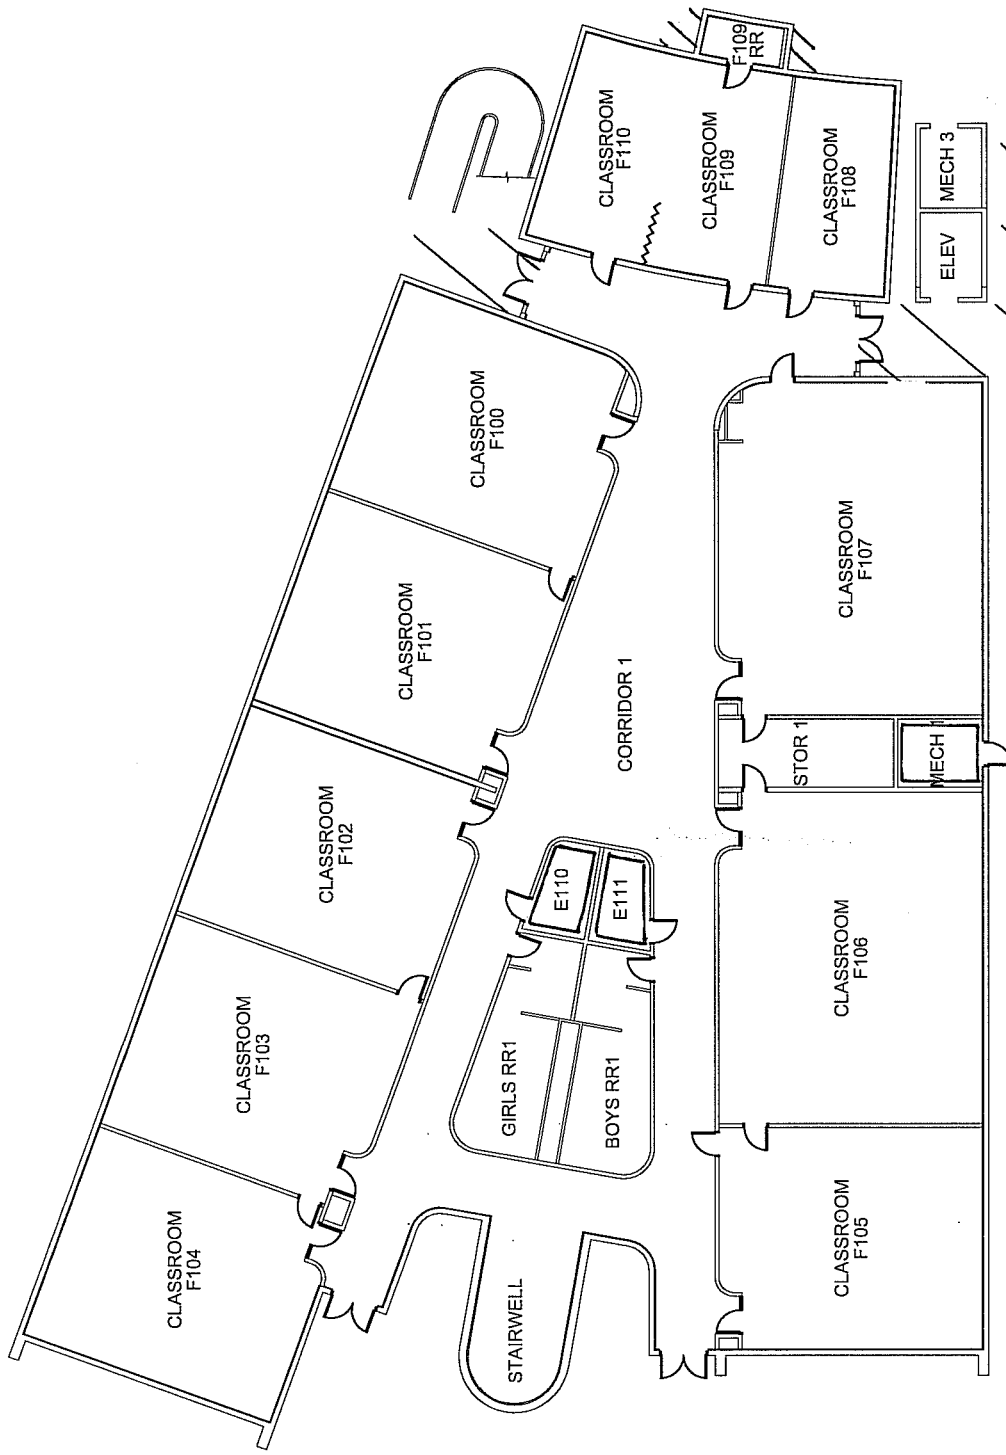 F109
RR
CLASSROOM
F110
CLASSROOM
F109
CLASSROOM
F108
MECH 3
ELEV
CLASSROOM
F100
CLASSROOM
F101
CLASSROOM
F107
CORRIDOR 1
STOR 1
MECH 1
CLASSROOM
F102
E110
E111
CLASSROOM
F106
CLASSROOM
F103
GIRLS RR1
BOYS RR1
CLASSROOM
F104
CLASSROOM
F105
STAIRWELL